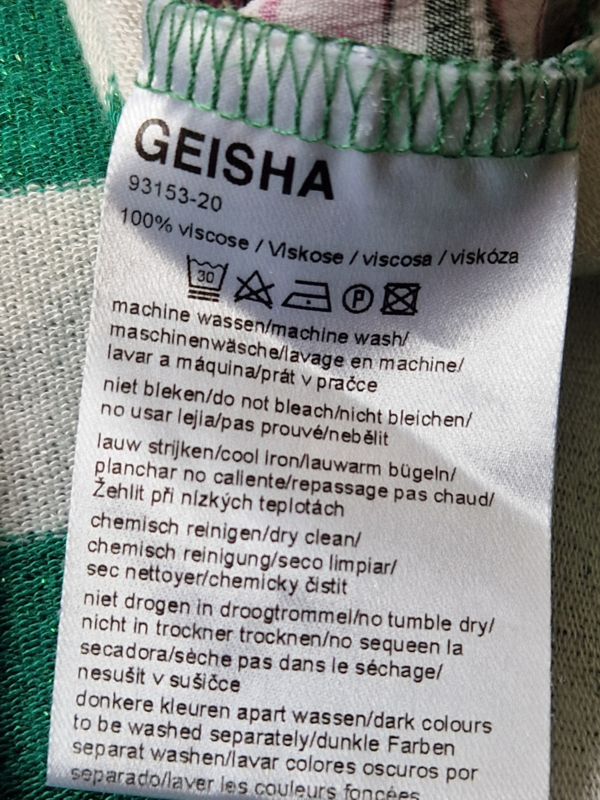 GEISHA
93153-20
100% viscose / Viskose / viscosa / viskóza
30
P
machine wassen/machine wash/
maschinenwäsche/lavage en machine/
lavar a máquina/prát v pračce
niet bleken/do not bleach/nicht bleichen/
no usar lejia/pas prouvé/nebělit
lauw strijken/cool iron/lauwarm bügeln/
planchar no caliente/repassage pas chaud/
Žehlit při nízkých teplotách
chemisch reinigen/dry clean/
chemisch reinigung/seco limpiar/
sec nettoyer/chemicky čistit
niet drogen in droogtrommel/no tumble dry/
nicht in trockner trocknen/no sequeen la
secadora/sèche pas dans le séchage/
nesušit v sušičce
donkere kleuren apart wassen/dark colours
to be washed separately/dunkle Farben
separat washen/lavar colores oscuros por
separado/laver les couleurs foncées